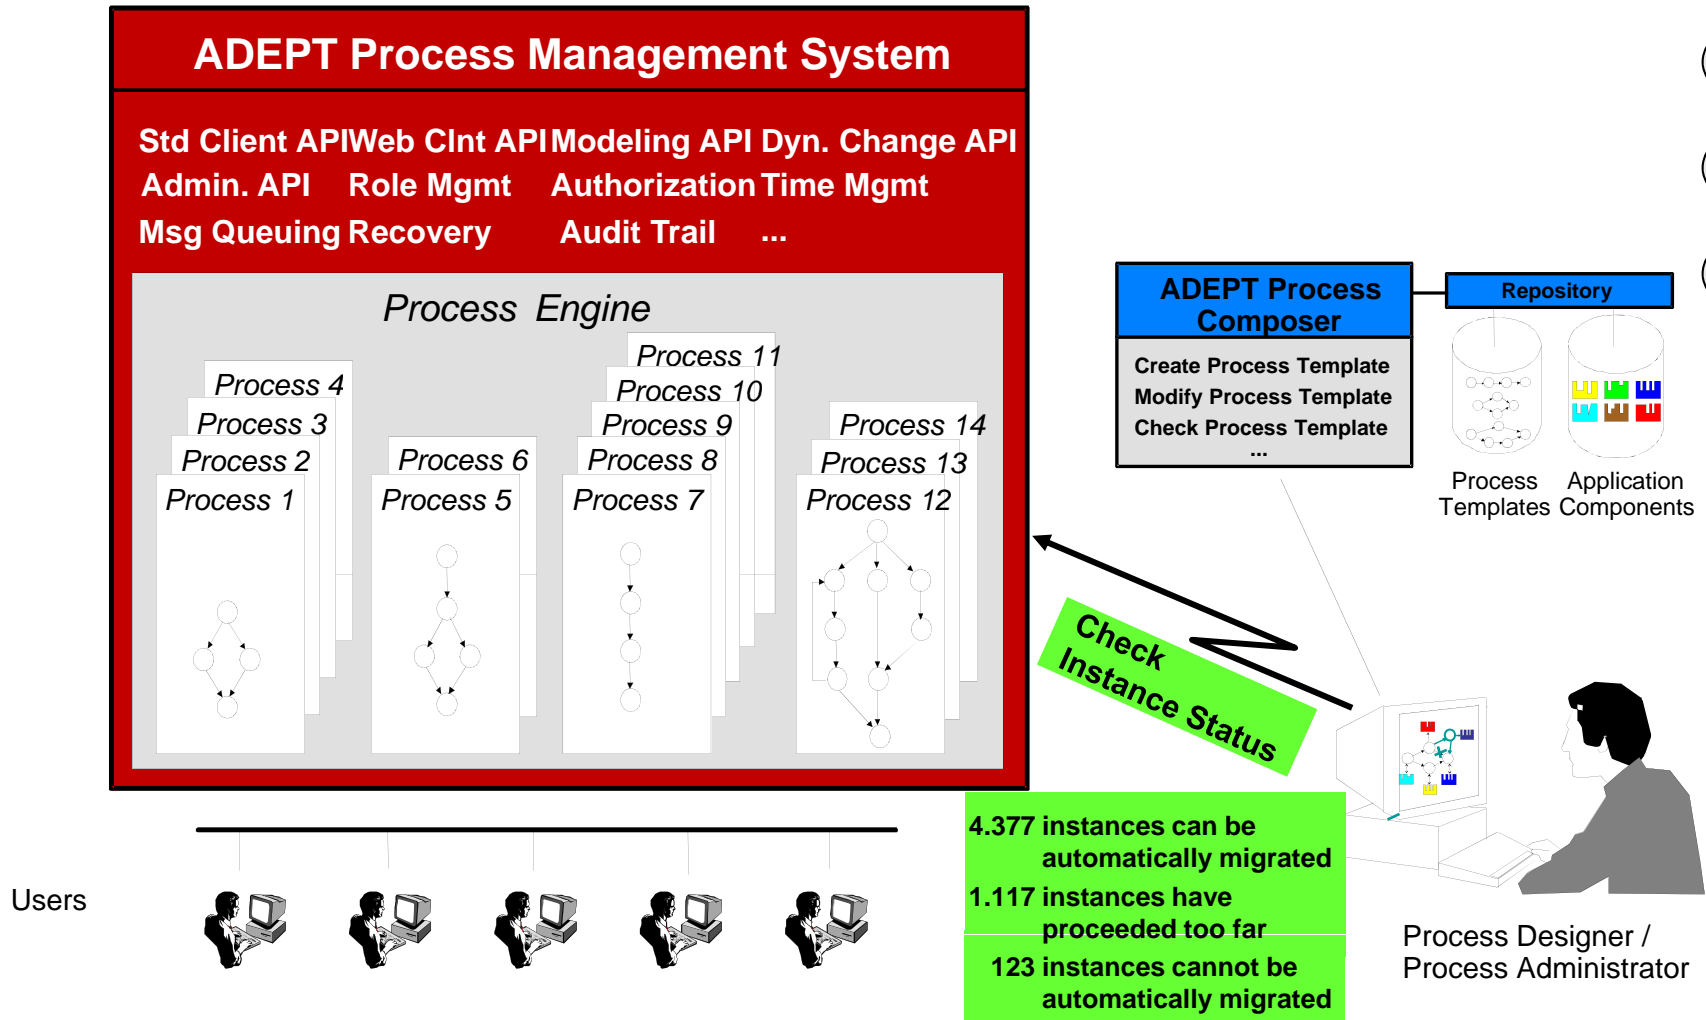 ADEPT Process Management System
Std Client API Web Clnt API Modeling API Dyn. Change API
Admin. API Role Mgmt Authorization Time Mgmt
Msg Queuing Recovery Audit Trail ...
Process Engine
Process 4
Process 3
Process 2
Process 1
Process 6
Process 5
Process 11
Process 10
Process 9
Process 8
Process 7
Process 14
Process 13
Process 12
ADEPT Process
Composer
Create Process Template
Modify Process Template
Check Process Template
...
Repository
Process
Templates
Application
Components
Check
Instance Status
4.377 instances can be
automatically migrated
1.117 instances have
proceeded too far
123 instances cannot be
automatically migrated
Users
Process Designer /
Process Administrator